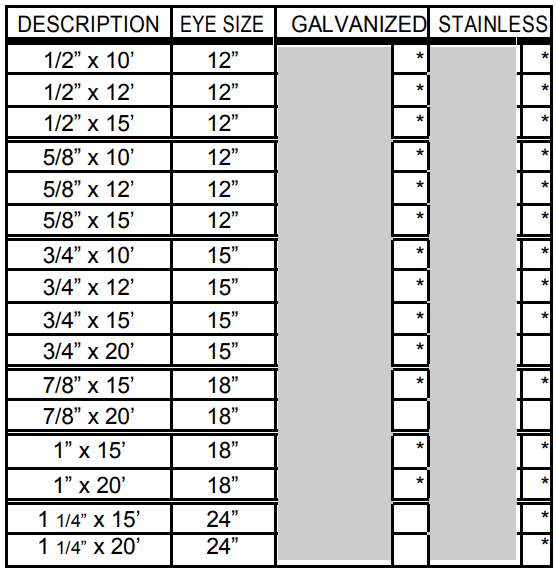 DESCRIPTION EYE SIZE GALVANIZED STAINLESS
1/2” x 10’ 12” * *
1/2” x 12’ 12” * *
1/2” x 15’ 12” * *
5/8” x 10’ 12” * *
5/8” x 12’ 12” * *
5/8” x 15’ 12” * *
3/4” x 10’ 15” * *
3/4” x 12’ 15” * *
3/4” x 15’ 15” * *
3/4” x 20’ 15” *
7/8” x 15’ 18” * *
7/8” x 20’ 18”
1” x 15’ 18” * *
1” x 20’ 18” * *
1 1/4” x 15’ 24” *
1 1/4” x 20’ 24” *